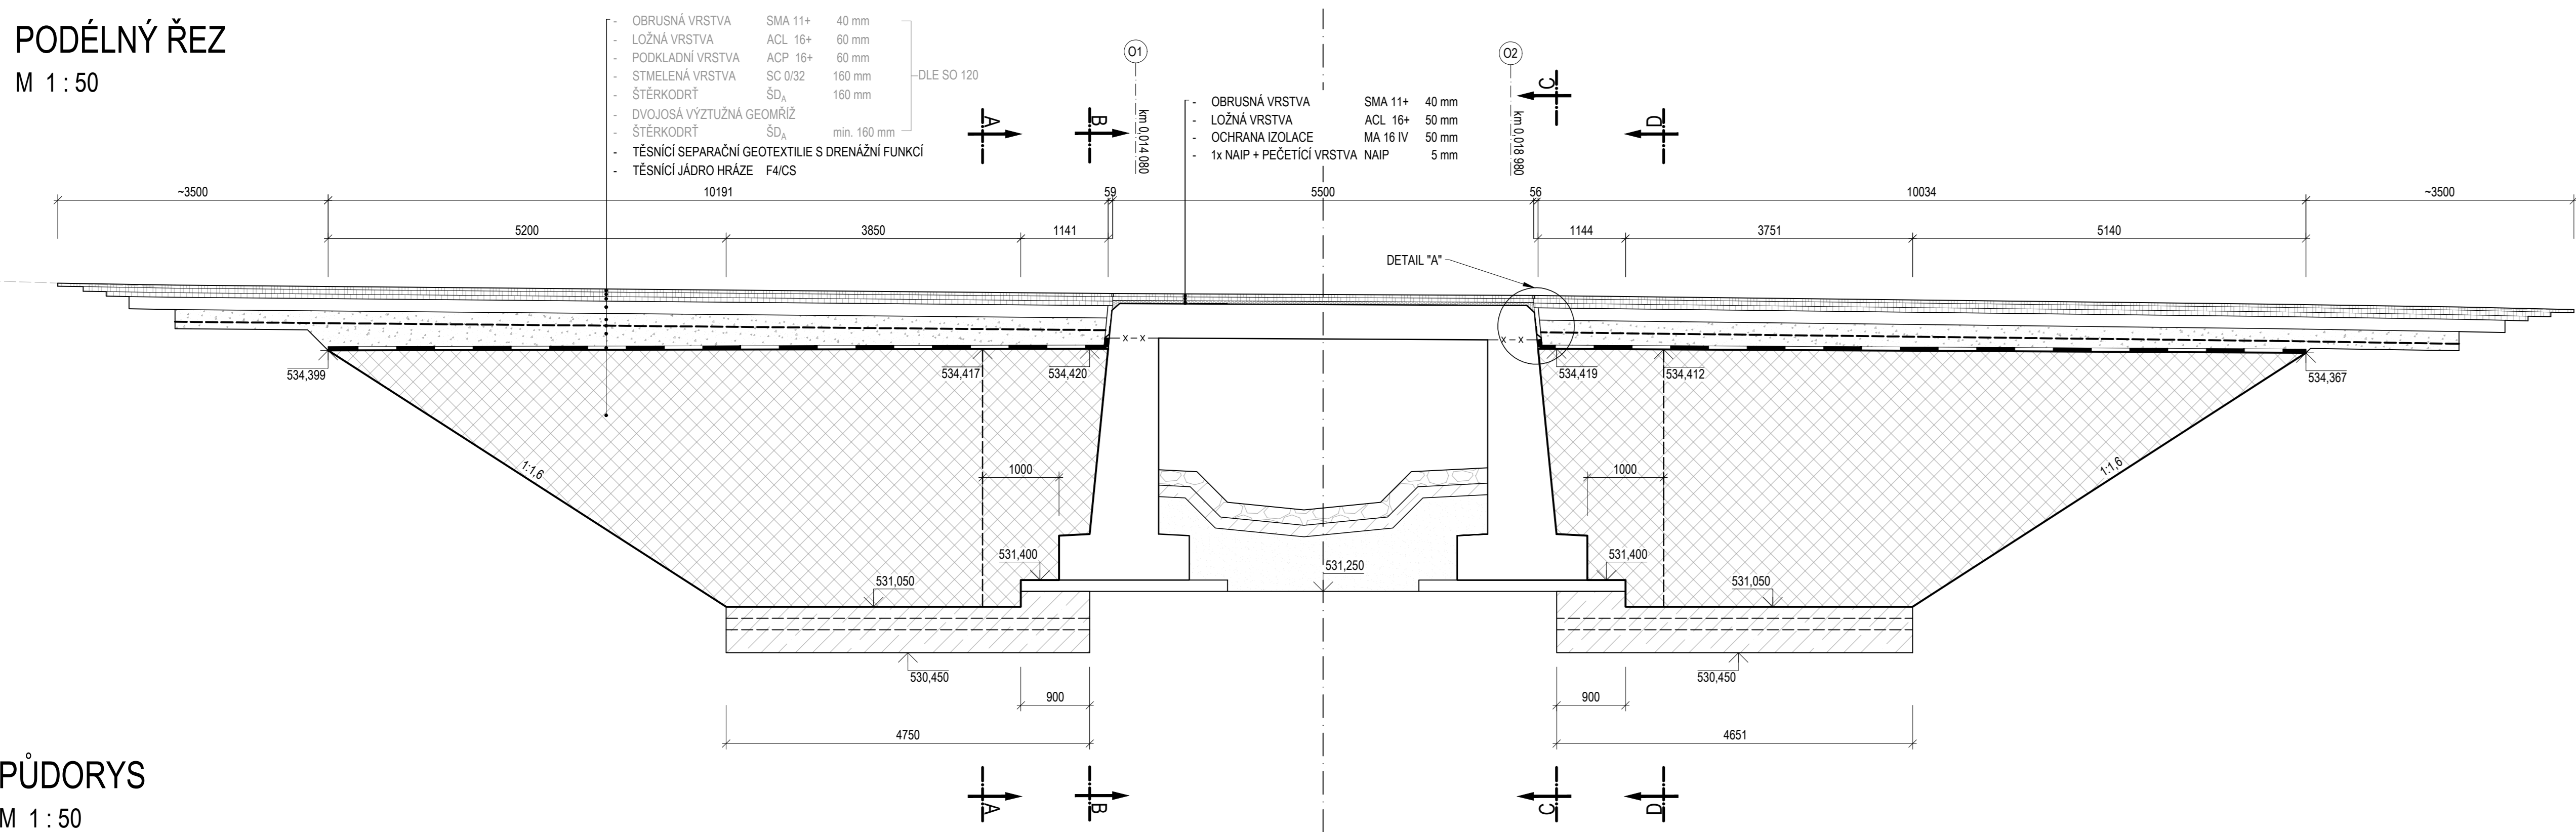 PODÉLNÝ ŘEZ
M 1 : 50
- OBRUSNÁ VRSTVA SMA 11+ 40 mm
- LOŽNÁ VRSTVA ACL 16+ 60 mm
- PODKLADNÍ VRSTVA ACP 16+ 60 mm
- STMELENÁ VRSTVA SC 0/32 160 mm
- ŠTĚRKODRŤ ŠDA 160 mm
- DVOJOSÁ VÝZTUŽNÁ GEOMŘÍŽ
- ŠTĚRKODRŤ ŠDA min. 160 mm
- TĚSNÍCÍ SEPARAČNÍ GEOTEXTILIE S DRENÁŽNÍ FUNKCÍ
- TĚSNÍCÍ JÁDRO HRÁZE F4/CS
DLE SO 120
A
B
O1
km 0,014 080
- OBRUSNÁ VRSTVA SMA 11+ 40 mm
- LOŽNÁ VRSTVA ACL 16+ 50 mm
- OCHRANA IZOLACE MA 16 IV 50 mm
- 1x NAIP + PEČETÍCÍ VRSTVA NAIP 5 mm
O2
km 0,018 980
C
D
~3500 10191 59 5500 56 10034 ~3500
5200 3850 1141 1144 3751 5140
DETAIL "A"
x – x x – x
534,399 534,417 534,420 534,419 534,412 534,367
1:1,6 1000 1000 1:1,6
531,400 531,400
531,050 531,250 531,050
530,450 530,450
900 900
4750 4651
PŮDORYS
M 1 : 50
A B C D